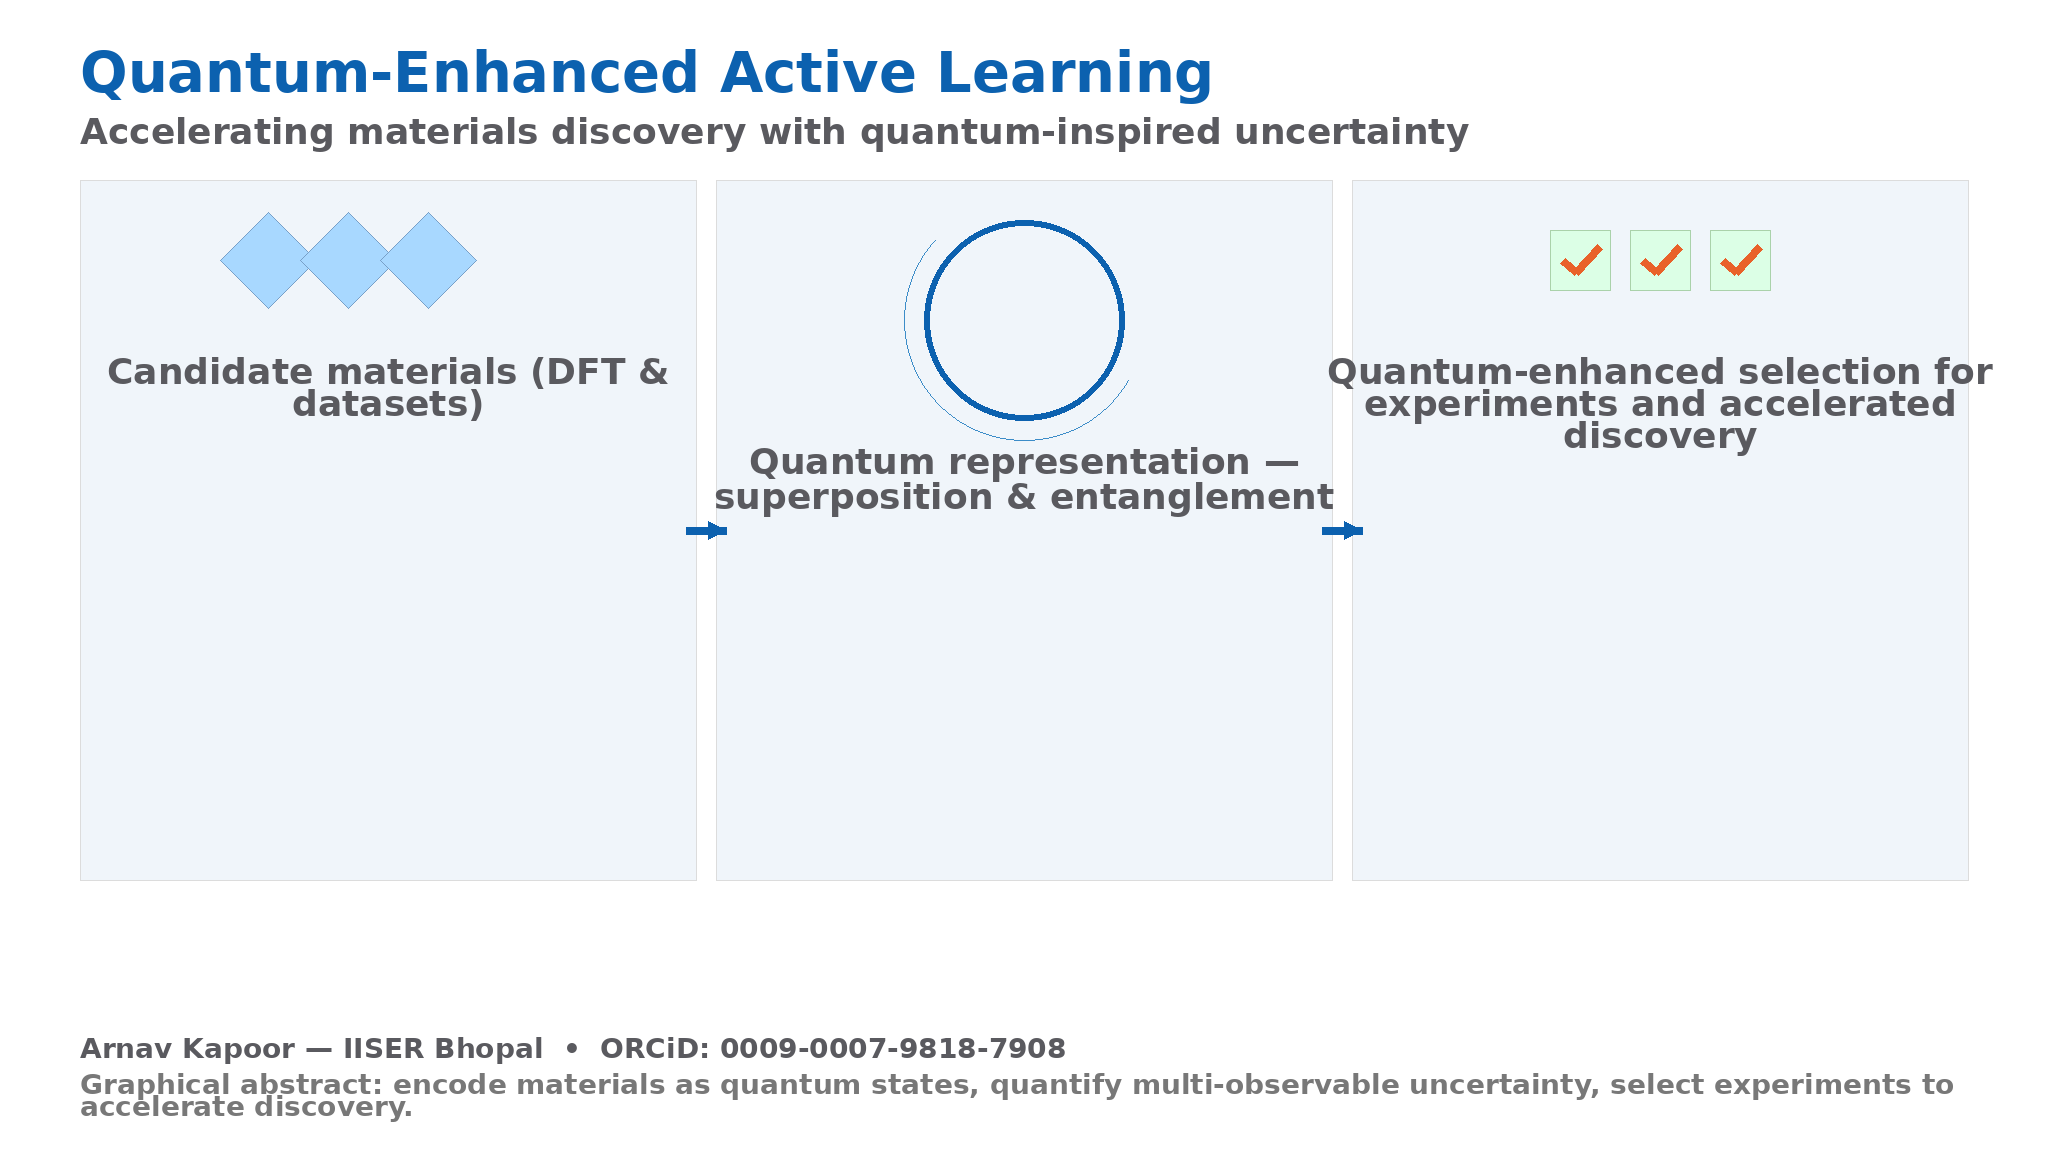 Quantum-Enhanced Active Learning
Accelerating materials discovery with quantum-inspired uncertainty
Candidate materials (DFT &
datasets)
Quantum representation —
superposition & entanglement
Quantum-enhanced selection for
experiments and accelerated
discovery
Arnav Kapoor — IISER Bhopal • ORCiD: 0009-0007-9818-7908
Graphical abstract: encode materials as quantum states, quantify multi-observable uncertainty, select experiments to
accelerate discovery.